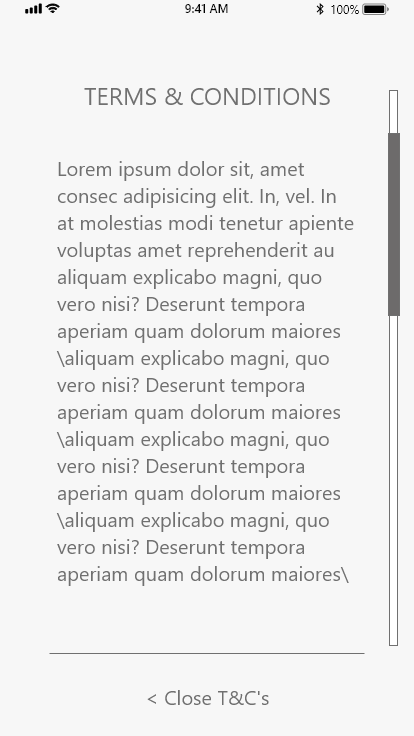 9:41 AM 100%
TERMS & CONDITIONS
Lorem ipsum dolor sit, amet
consec adipisicing elit. In, vel. In
at molestias modi tenetur apiente
voluptas amet reprehenderit au
aliquam explicabo magni, quo
vero nisi? Deserunt tempora
aperiam quam dolorum maiores
\aliquam explicabo magni, quo
vero nisi? Deserunt tempora
aperiam quam dolorum maiores
\aliquam explicabo magni, quo
vero nisi? Deserunt tempora
aperiam quam dolorum maiores
\aliquam explicabo magni, quo
vero nisi? Deserunt tempora
aperiam quam dolorum maiores\
< Close T&C's